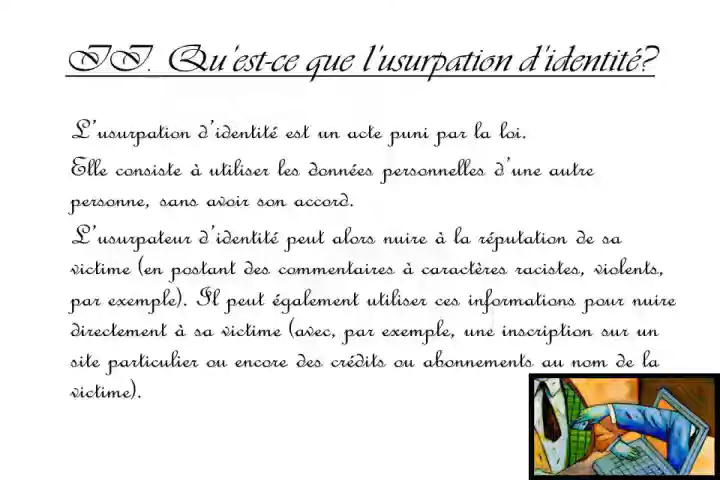 II. Qu'est-ce que l'usurpation d'identité?
L'usurpation d'identité est un acte puni par la loi.
Elle consiste à utiliser les données personnelles d'une autre
personne, sans avoir son accord.
L'usurpateur d'identité peut alors nuire à la réputation de sa
victime (en postant des commentaires à caractères racistes, violents,
par exemple). Il peut également utiliser ces informations pour nuire
directement à sa victime (avec, par exemple, une inscription sur un
site particulier ou encore des crédits ou abonnements au nom de la
victime).